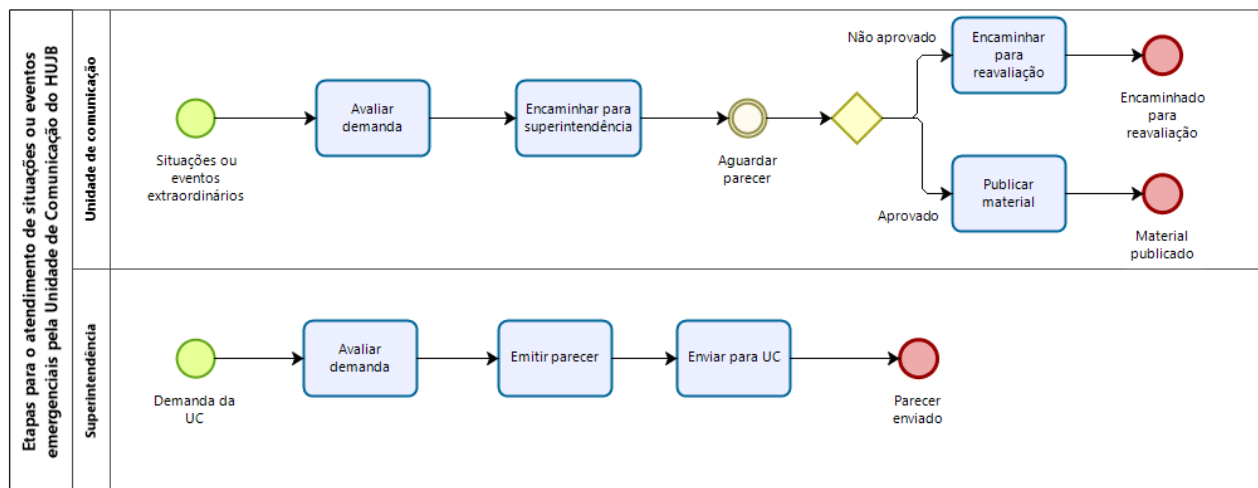 Etapas para o atendimento de situações ou eventos
emergenciais pela Unidade de Comunicação do HUJB
Unidade de comunicação
Situações ou
eventos
extraordinários
Avaliar
demanda
Encaminhar para
superintendência
Aguardar
parecer
Não aprovado
Encaminhar
para
reavaliação
Encaminhado
para
reavaliação
Aprovado
Publicar
material
Material
publicado
Superintendência
Demanda da
UC
Avaliar
demanda
Emitir parecer
Enviar para UC
Parecer
enviado